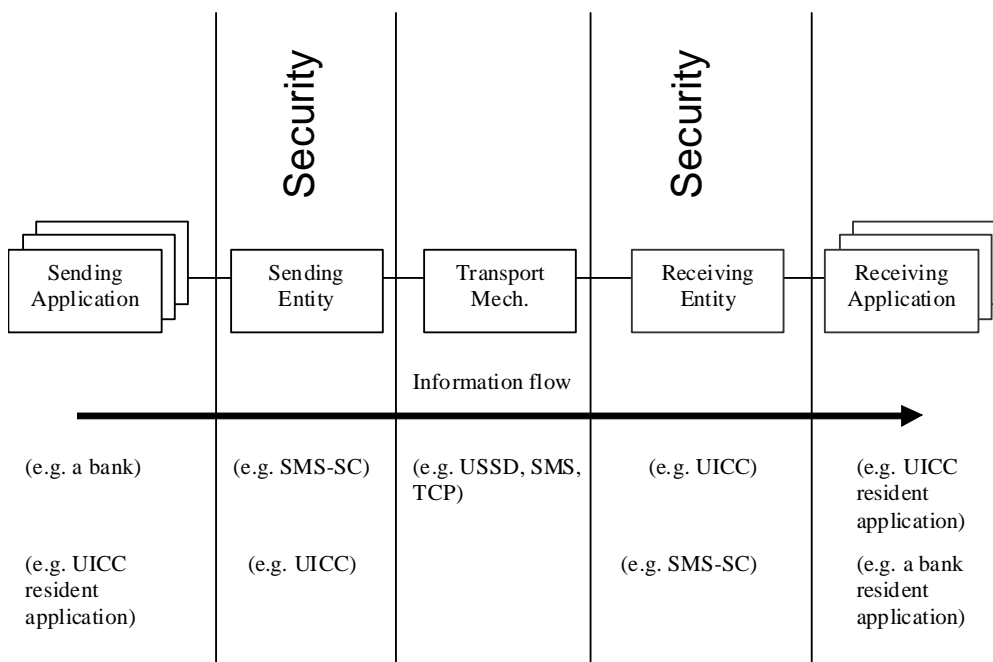 Security
Security
Sending
Application
Sending
Entity
Transport
Mech.
Receiving
Entity
Receiving
Application
Information flow
(e.g. a bank)
(e.g. SMS-SC)
(e.g. USSD, SMS,
TCP)
(e.g. UICC)
(e.g. UICC
resident
application)
(e.g. UICC
resident
application)
(e.g. UICC)
(e.g. SMS-SC)
(e.g. a bank
resident
application)